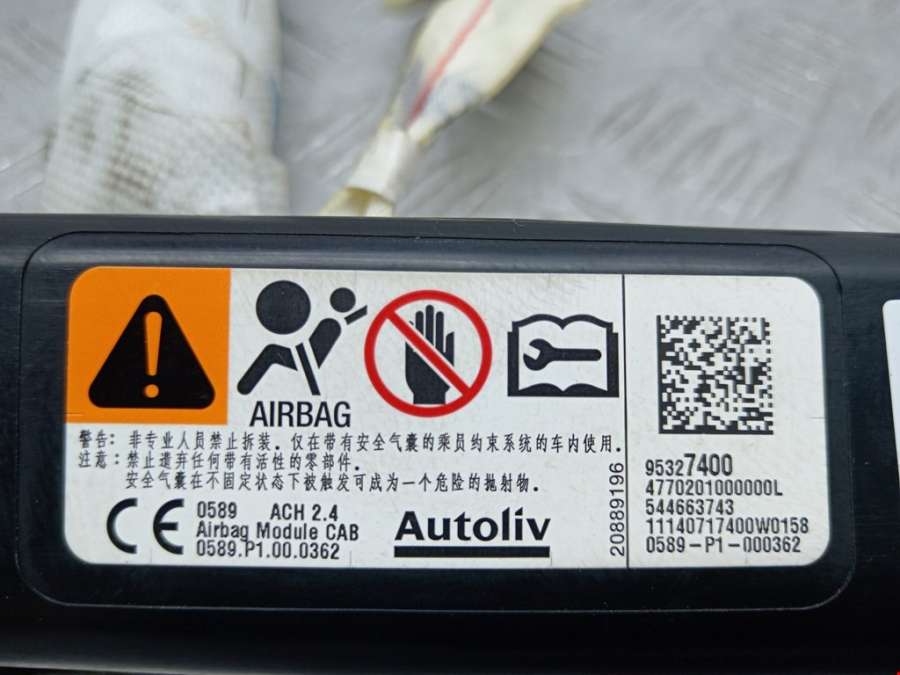 AIRBAG
警告: 非专业人员禁止拆装。仅在带有安全气囊的乘员约束系统的车内使用。
注意: 禁止遗弃任何带有活性的零部件。
安全气囊在不固定状态下被触发可成为一个危险的抛射物。
CE 0589 ACH 2.4
Airbag Module CAB
0589.P1.00.0362
Autoliv
20889196
95327400
4770201000000L
544663743
11140717400W0158
0589-P1-000362